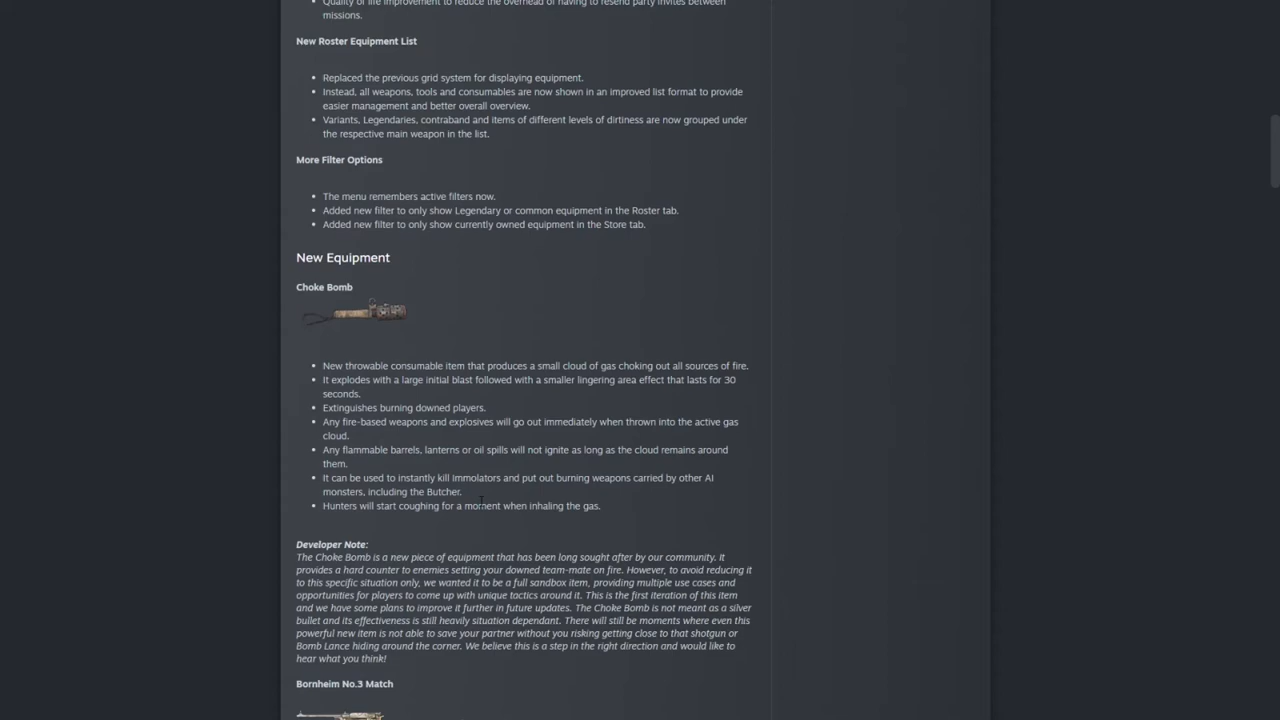 Quality of life improvement to reduce the overhead of having to resend party invites between
missions.
New Roster Equipment List
Replaced the previous grid system for displaying equipment.
Instead, all weapons, tools and consumables are now shown in an improved list format to provide
easier management and better overall overview.
Variants, Legendaries, contraband and items of different levels of dirtiness are now grouped under
the respective main weapon in the list.
More Filter Options
The menu remembers active filters now.
Added new filter to only show Legendary or common equipment in the Roster tab.
Added new filter to only show currently owned equipment in the Store tab.
New Equipment
Choke Bomb
New throwable consumable item that produces a small cloud of gas choking out all sources of fire.
It explodes with a large initial blast followed with a smaller lingering area effect that lasts for 30
seconds.
Extinguishes burning downed players.
Any fire-based weapons and explosives will go out immediately when thrown into the active gas
cloud.
Any flammable barrels, lanterns or oil spills will not ignite as long as the cloud remains around
them.
It can be used to instantly kill Immolators and put out burning weapons carried by other AI
monsters, including the Butcher.
Hunters will start coughing for a moment when inhaling the gas.
Developer Note:
The Choke Bomb is a new piece of equipment that has been long sought after by our community. It
provides a hard counter to enemies setting your downed team-mate on fire. However, to avoid reducing it
to this specific situation only, we wanted it to be a full sandbox item, providing multiple use cases and
opportunities for players to come up with unique tactics around it. This is the first iteration of this item
and we have some plans to improve it further in future updates. The Choke Bomb is not meant as a silver
bullet and its effectiveness is still heavily situation dependant. There will still be moments where even this
powerful new item is not able to save your partner without you risking getting close to that shotgun or
Bomb Lance hiding around the corner. We believe this is a step in the right direction and would like to
hear what you think!
Bornheim No.3 Match